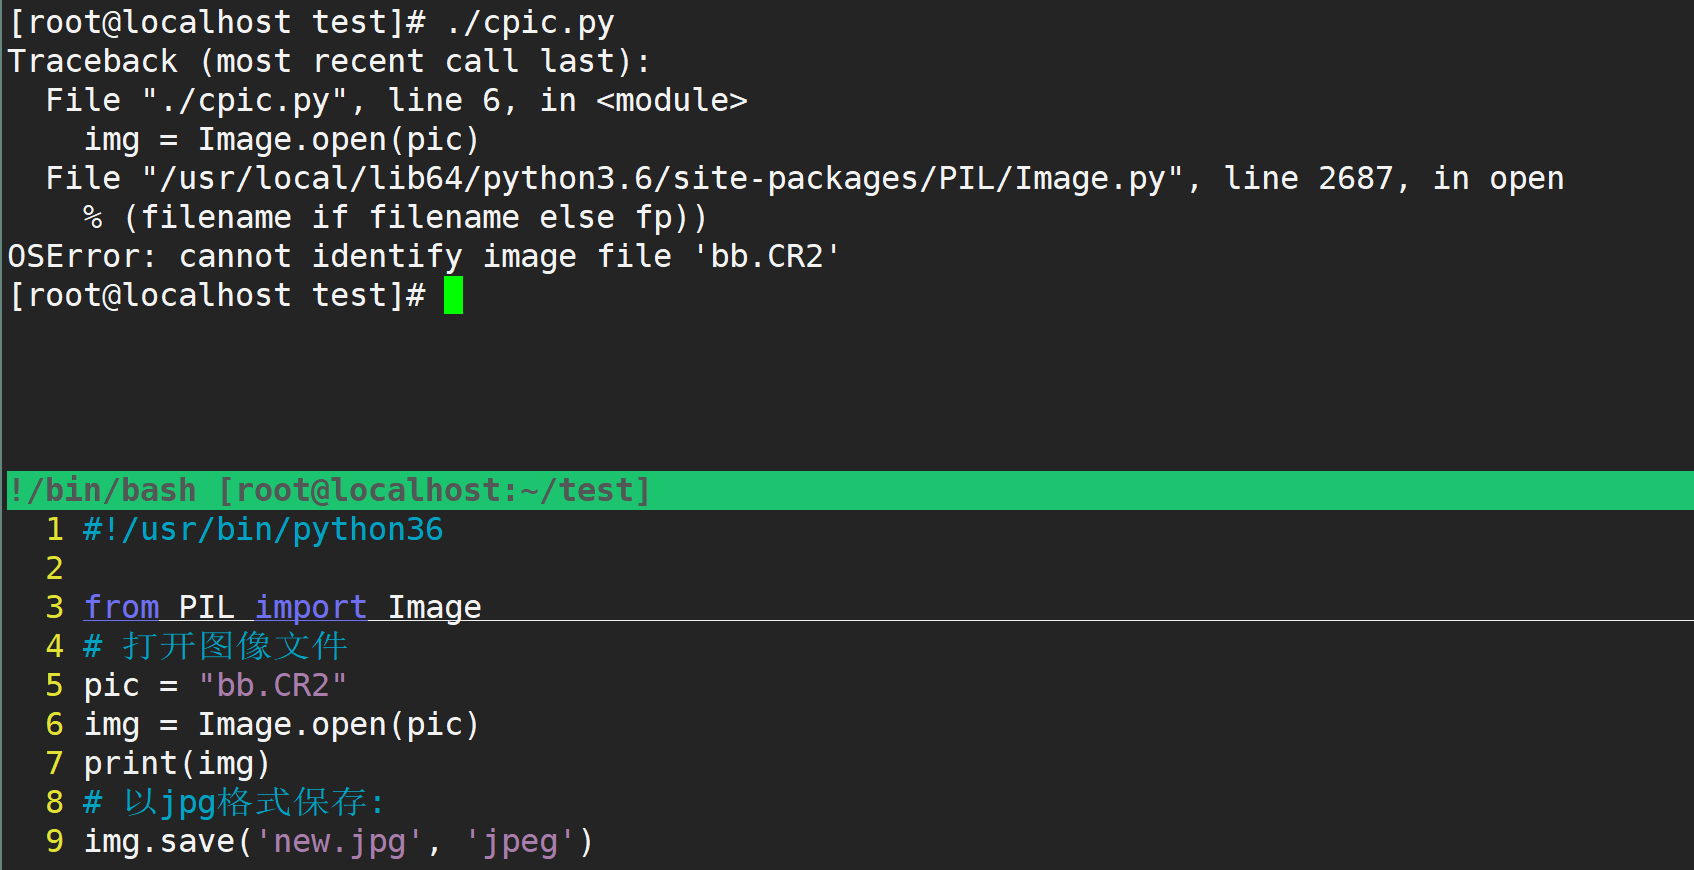 [root@localhost test]# ./cpic.py
Traceback (most recent call last):
  File "./cpic.py", line 6, in <module>
    img = Image.open(pic)
  File "/usr/local/lib64/python3.6/site-packages/PIL/Image.py", line 2687, in open
    % (filename if filename else fp))
OSError: cannot identify image file 'bb.CR2'
[root@localhost test]#
!/bin/bash [root@localhost:~/test]
  1 #!/usr/bin/python36
  2
  3 from PIL import Image
  4 # 打开图像文件
  5 pic = "bb.CR2"
  6 img = Image.open(pic)
  7 print(img)
  8 # 以jpg格式保存:
  9 img.save('new.jpg', 'jpeg')